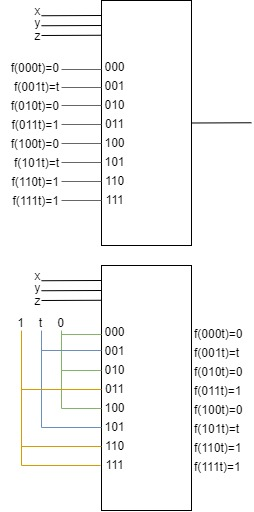 x
y
z
f(000t)=0 000
f(001t)=t 001
f(010t)=0 010
f(011t)=1 011
f(100t)=0 100
f(101t)=t 101
f(110t)=1 110
f(111t)=1 111
x
y
z
1 t 0
000 f(000t)=0
001 f(001t)=t
010 f(010t)=0
011 f(011t)=1
100 f(100t)=0
101 f(101t)=t
110 f(110t)=1
111 f(111t)=1